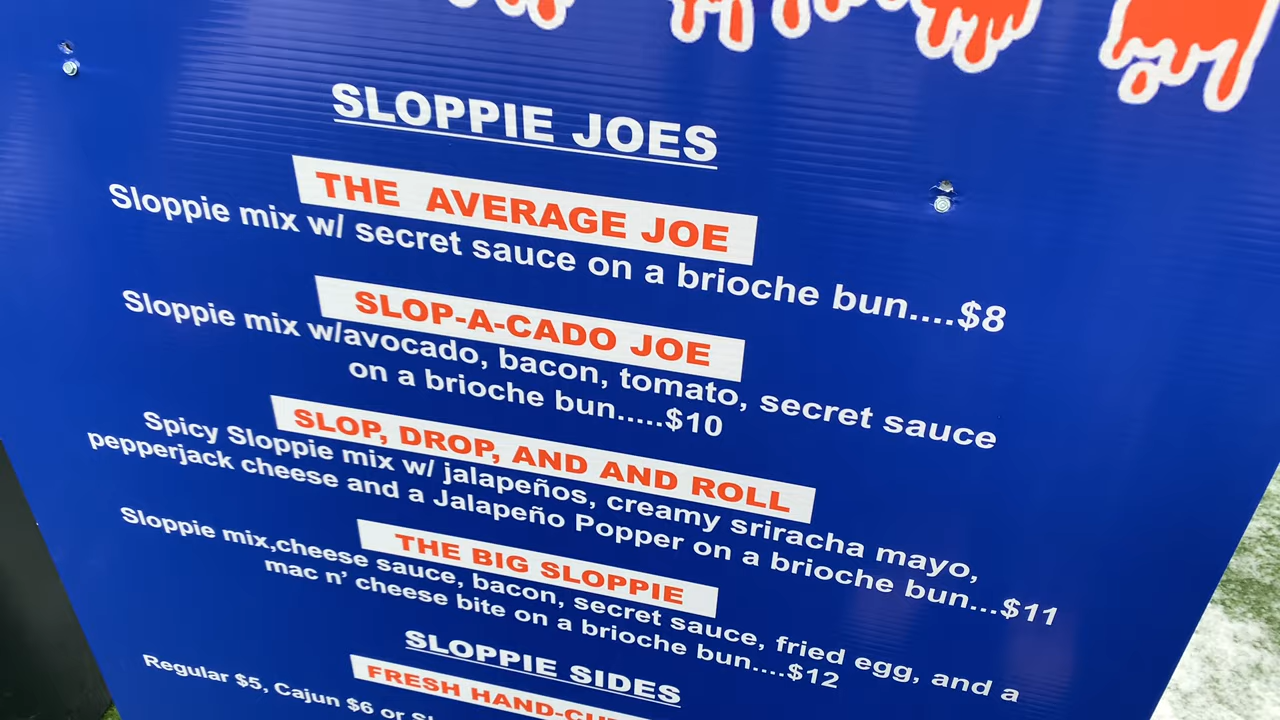 SLOPPIE JOES
THE AVERAGE JOE
Sloppie mix w/ secret sauce on a brioche bun....$8
SLOP-A-CADO JOE
Sloppie mix w/avocado, bacon, tomato, secret sauce
on a brioche bun.....$10
SLOP, DROP, AND AND ROLL
Spicy Sloppie mix w/ jalapeños, creamy sriracha mayo,
pepperjack cheese and a Jalapeño Popper on a brioche bun...$11
THE BIG SLOPPIE
Sloppie mix,cheese sauce, bacon, secret sauce, fried egg, and a
mac n’ cheese bite on a brioche bun....$12
SLOPPIE SIDES
FRESH
Regular $5, Cajun $6 or